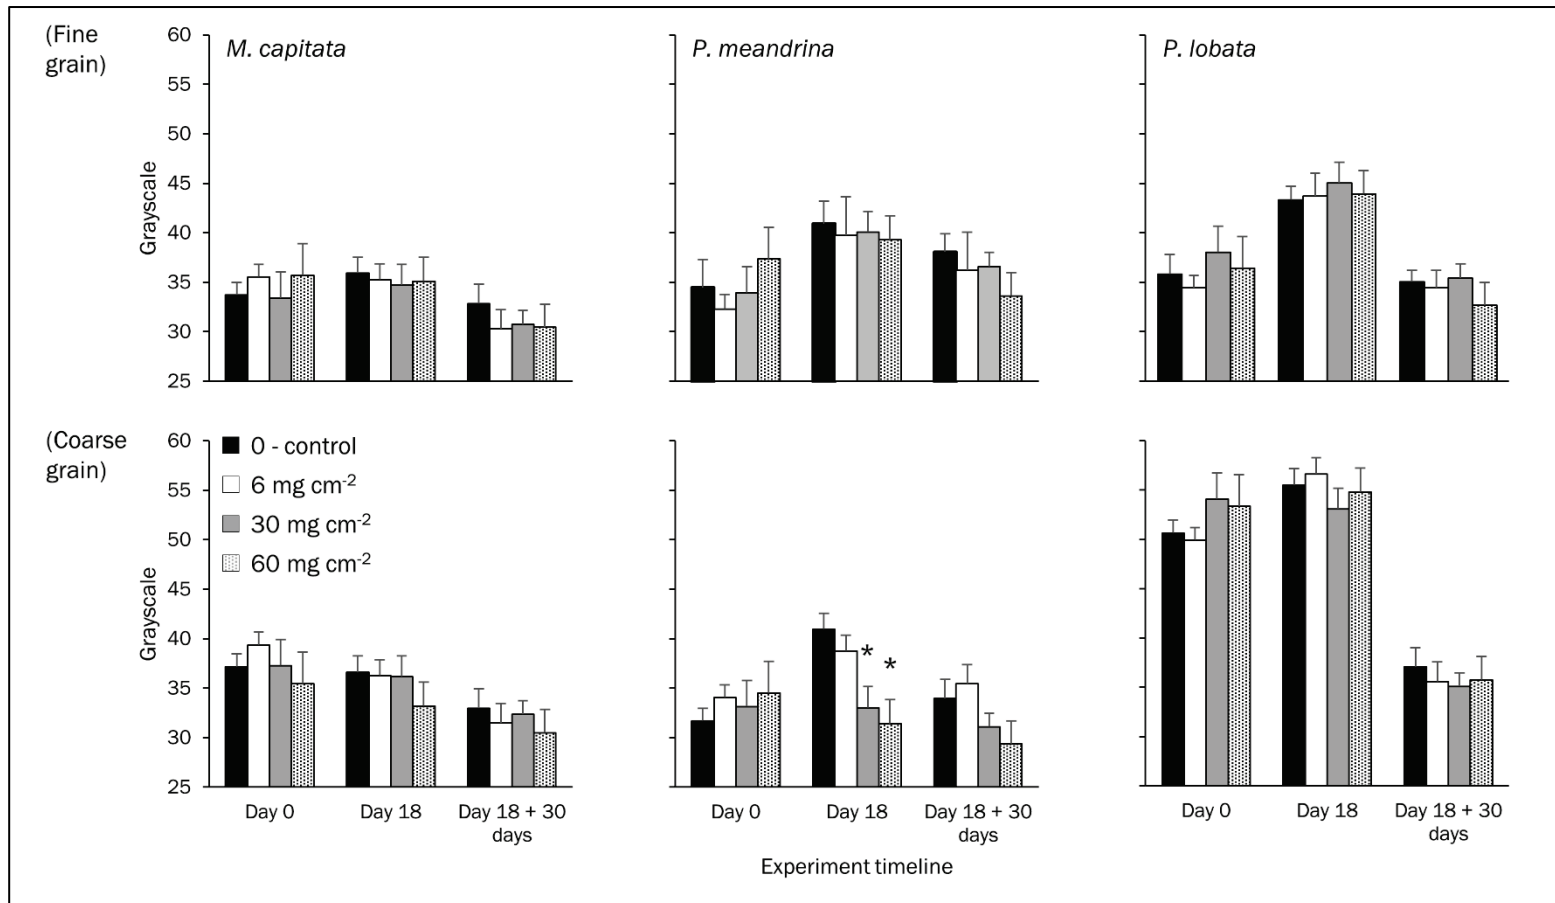 (Fine
grain)
M. capitata
P. meandrina
P. lobata
60
55
50
45
40
35
30
25
Grayscale
(Coarse
grain)
60
55
50
45
40
35
30
25
Grayscale
0 - control
6 mg cm-2
30 mg cm-2
60 mg cm-2
* *
Day 0
Day 18
Day 18 + 30
days
Day 0
Day 18
Day 18 + 30
days
Day 0
Day 18
Day 18 + 30
days
Experiment timeline